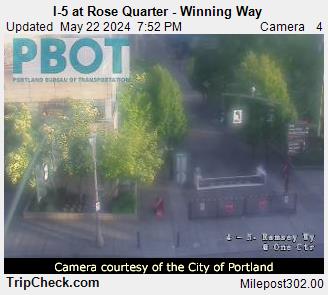 I-5 at Rose Quarter - Winning Way
Updated May 22 2024 7:52 PM Camera 4
PBOT
PORTLAND BUREAU OF TRANSPORTATION
4 - N. Ramsey Wy
@ One Ctr
Camera courtesy of the City of Portland
TripCheck.com Milepost302.00